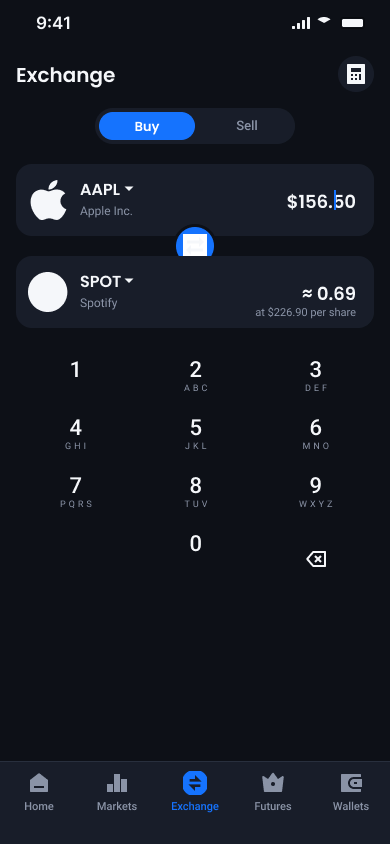 9:41
Exchange
Buy
Sell
AAPL
$156.50
Apple Inc.
SPOT
≈ 0.69
Spotify
at $226.90 per share
1
2
3
ABC
DEF
4
5
6
GHI
JKL
MNO
7
8
9
PQRS
TUV
WXYZ
0
Home
Markets
Exchange
Futures
Wallets